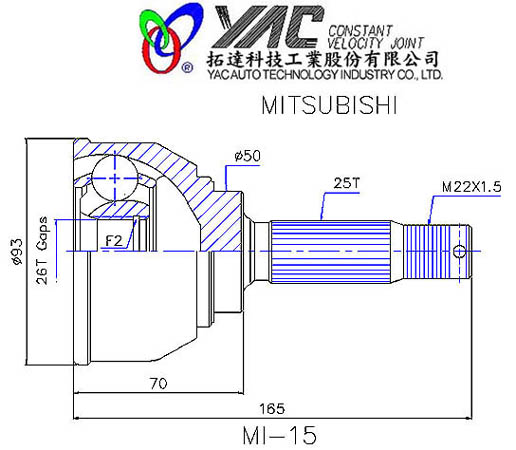 YAC CONSTANT
VELOCITY JOINT
®
拓達科技工業股份有限公司
YAC AUTO TECHNOLOGY INDUSTRY CO., LTD.
MITSUBISHI
ø50
25T
M22X1.5
ø93
26T Gaps
F2
70
165
MI-15